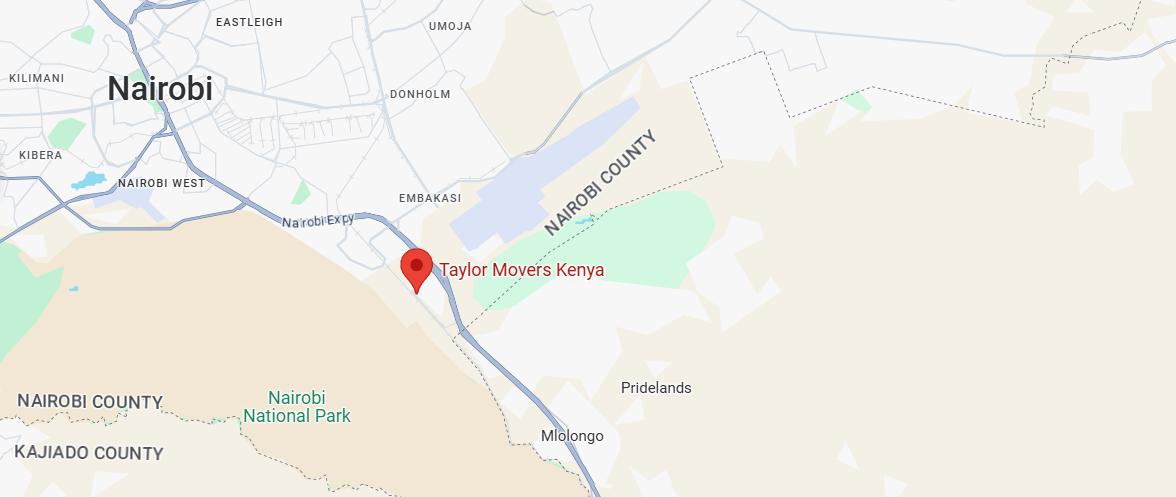 EASTLEIGH
UMOJA
KILIMANI
Nairobi
DONHOLM
KIBERA
NAIROBI COUNTY
NAIROBI WEST
EMBAKASI
Nairobi Expy
Taylor Movers Kenya
Pridelands
Nairobi
National Park
NAIROBI COUNTY
Mlolongo
KAJIADO COUNTY